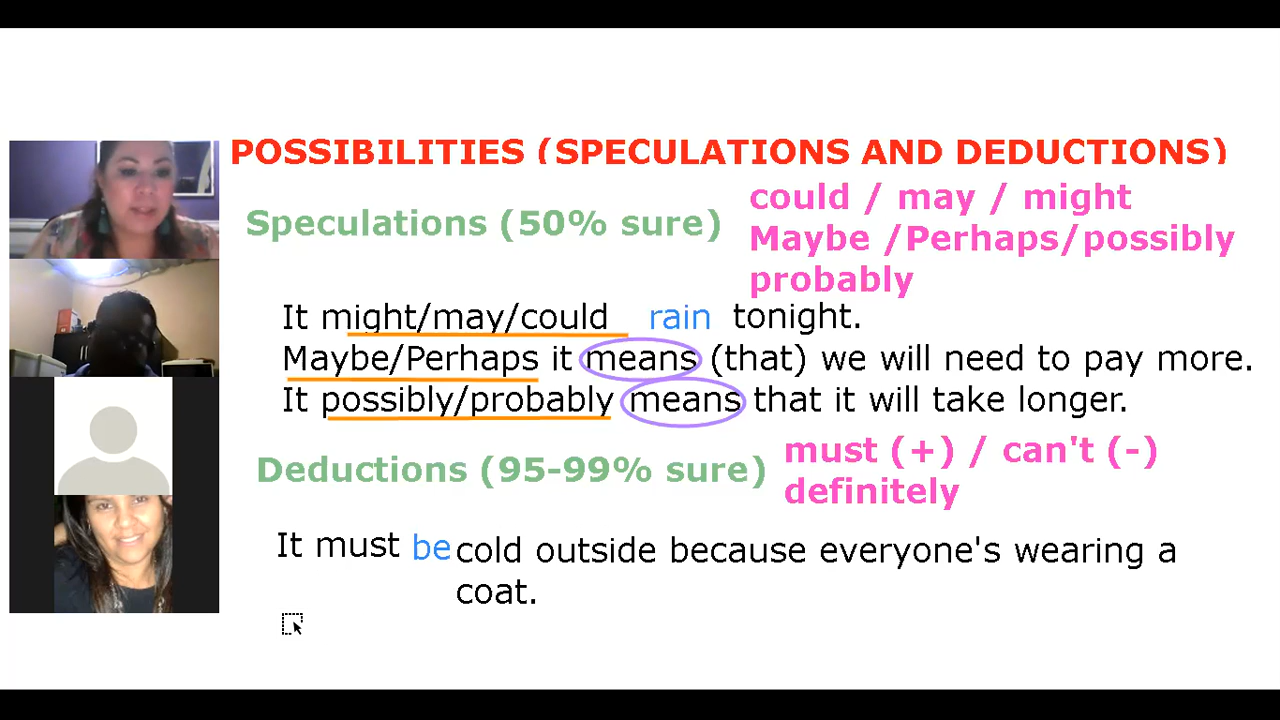 POSSIBILITIES (SPECULATIONS AND DEDUCTIONS)
Speculations (50% sure)
could / may / might
Maybe /Perhaps/possibly
probably
It might/may/could rain tonight.
Maybe/Perhaps it means (that) we will need to pay more.
It possibly/probably means that it will take longer.
Deductions (95-99% sure)
must (+) / can't (-)
definitely
It must be cold outside because everyone's wearing a
coat.